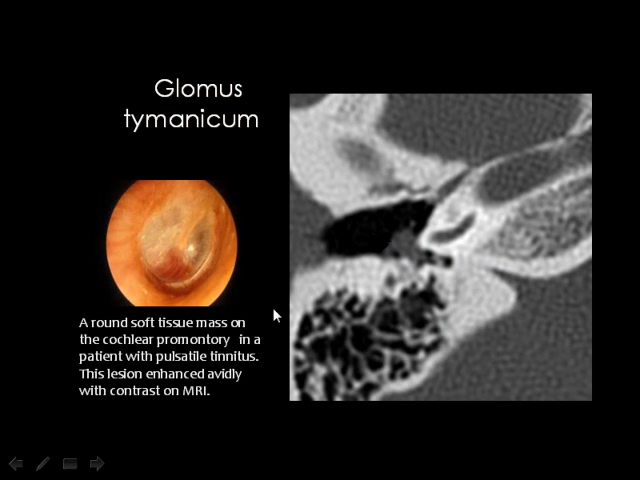 Glomus
tymanicum
A round soft tissue mass on
the cochlear promontory in a
patient with pulsatile tinnitus.
This lesion enhanced avidly
with contrast on MRI.